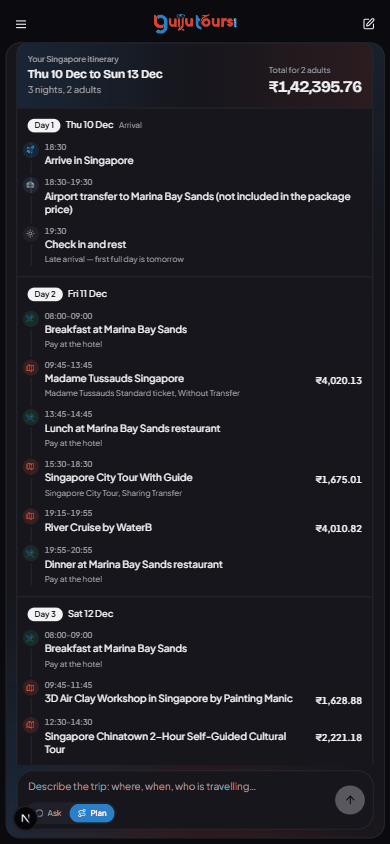 guiju tours!
Your Singapore itinerary
Thu 10 Dec to Sun 13 Dec
3 nights, 2 adults
Total for 2 adults
₹1,42,395.76
Day 1 Thu 10 Dec Arrival
18:30
Arrive in Singapore
18:30–19:30
Airport transfer to Marina Bay Sands (not included in the package
price)
19:30
Check in and rest
Late arrival — first full day is tomorrow
Day 2 Fri 11 Dec
08:00–09:00
Breakfast at Marina Bay Sands
Pay at the hotel
09:45–13:45
Madame Tussauds Singapore ₹4,020.13
Madame Tussauds Standard ticket, Without Transfer
13:45–14:45
Lunch at Marina Bay Sands restaurant
Pay at the hotel
15:30–18:30
Singapore City Tour With Guide ₹1,675.01
Singapore City Tour, Sharing Transfer
19:15–19:55
River Cruise by WaterB ₹4,010.82
19:55–20:55
Dinner at Marina Bay Sands restaurant
Pay at the hotel
Day 3 Sat 12 Dec
08:00–09:00
Breakfast at Marina Bay Sands
Pay at the hotel
09:45–11:45
3D Air Clay Workshop in Singapore by Painting Manic ₹1,628.88
12:30–14:30
Singapore Chinatown 2-Hour Self-Guided Cultural ₹2,221.18
Tour
Describe the trip: where, when, who is travelling…
N Ask Plan